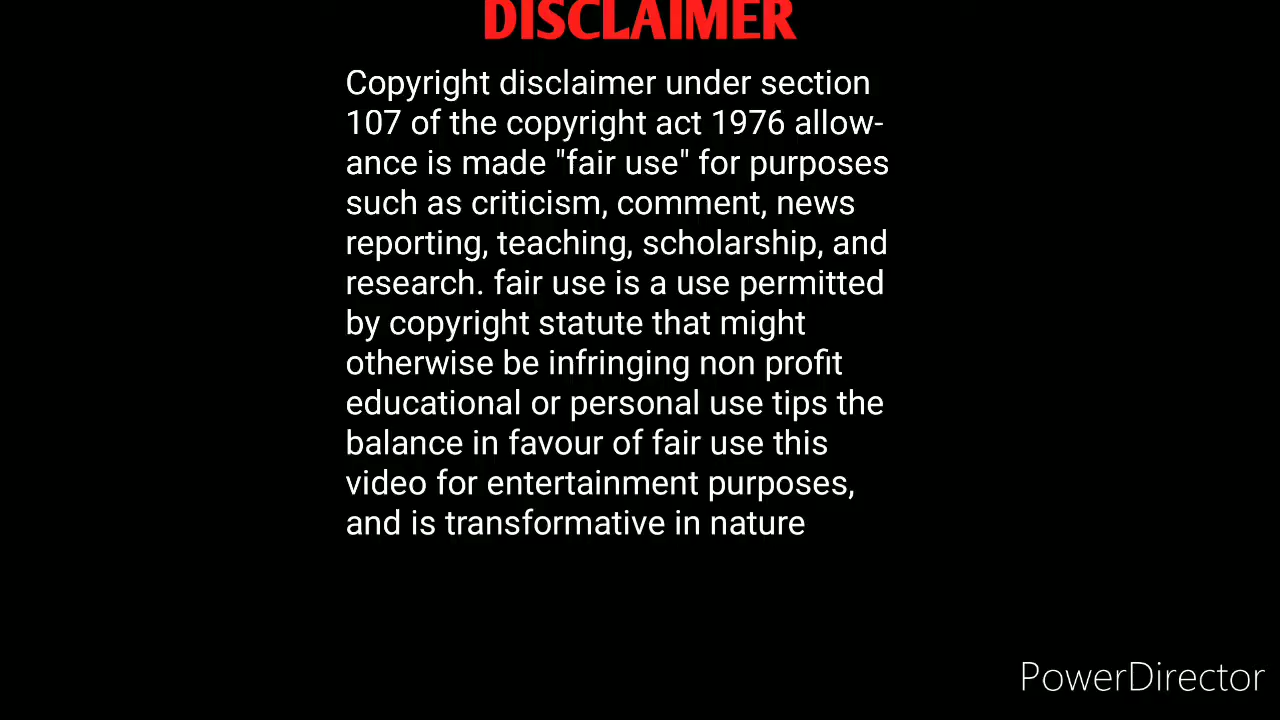 DISCLAIMER
Copyright disclaimer under section
107 of the copyright act 1976 allow-
ance is made "fair use" for purposes
such as criticism, comment, news
reporting, teaching, scholarship, and
research. fair use is a use permitted
by copyright statute that might
otherwise be infringing non profit
educational or personal use tips the
balance in favour of fair use this
video for entertainment purposes,
and is transformative in nature
PowerDirector